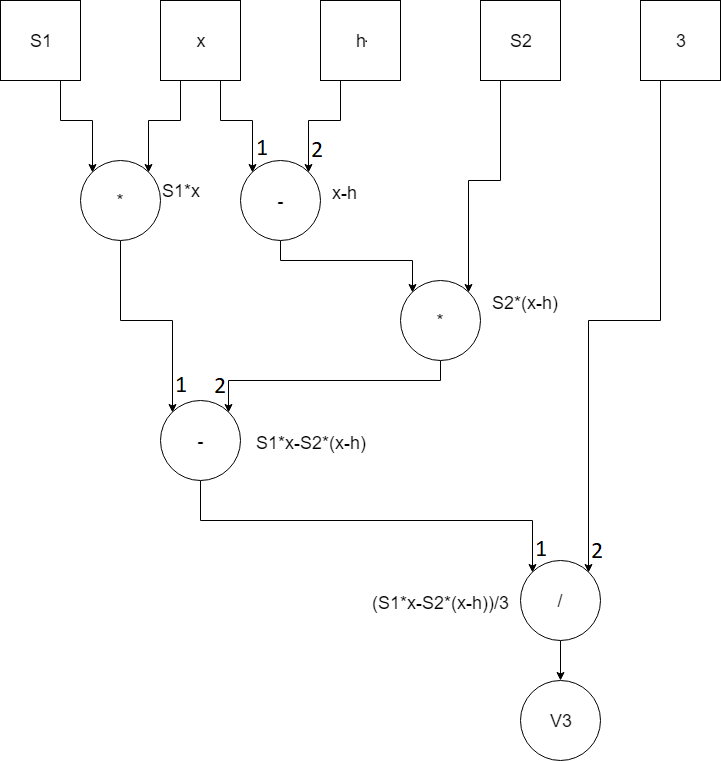 S1
x
h
S2
3
1
2
*
S1*x
-
x-h
*
S2*(x-h)
1
2
-
S1*x-S2*(x-h)
1
2
(S1*x-S2*(x-h))/3
/
V3